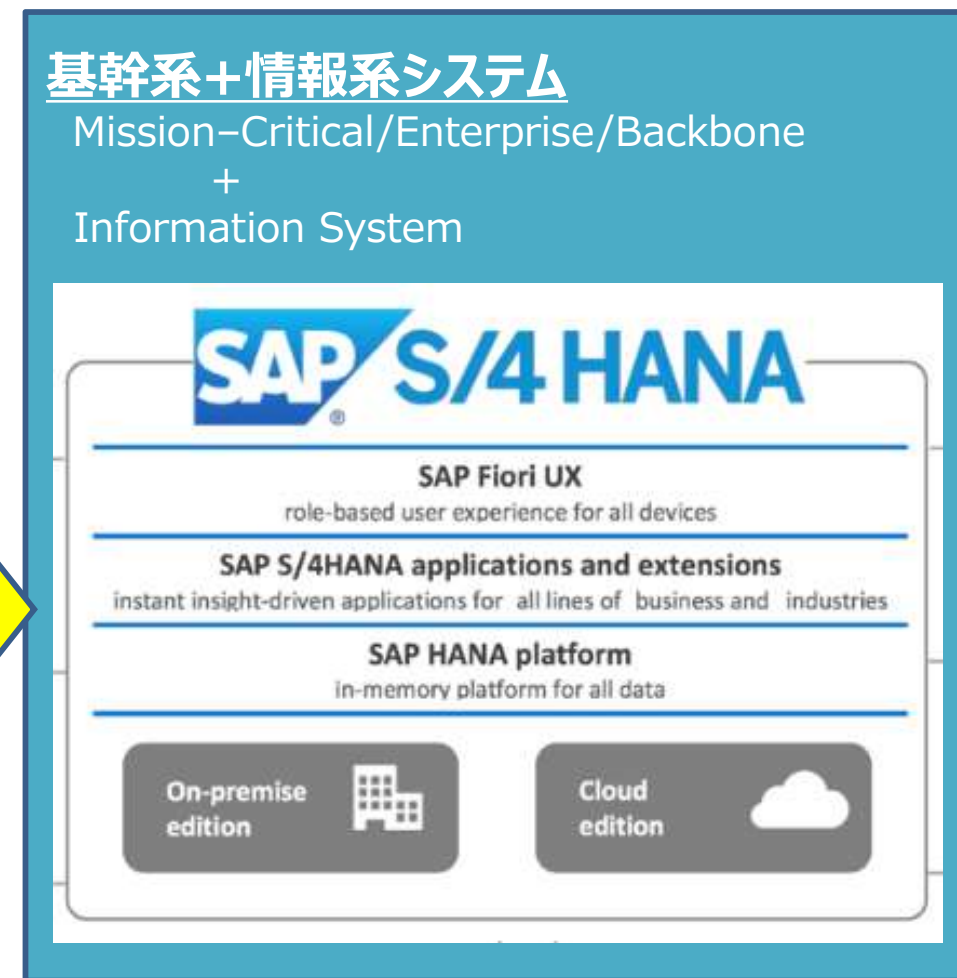 基幹系+情報系システム
Mission–Critical/Enterprise/Backbone
+
Information System
SAP® S/4 HANA
SAP Fiori UX
role-based user experience for all devices
SAP S/4HANA applications and extensions
instant insight-driven applications for all lines of business and industries
SAP HANA platform
in-memory platform for all data
On-premise
edition
Cloud
edition